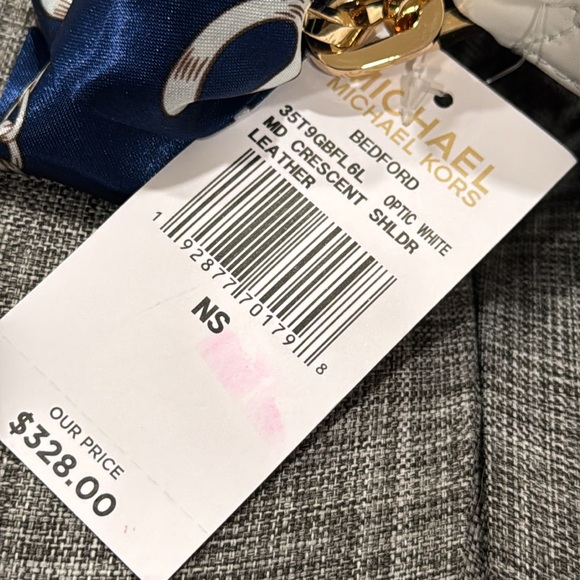 MICHAEL
MICHAEL KORS
BEDFORD
35T9GBFL6L OPTIC WHITE
MD CRESCENT SHLDR
LEATHER
1 92877 70179 8
NS
OUR PRICE
$328.00